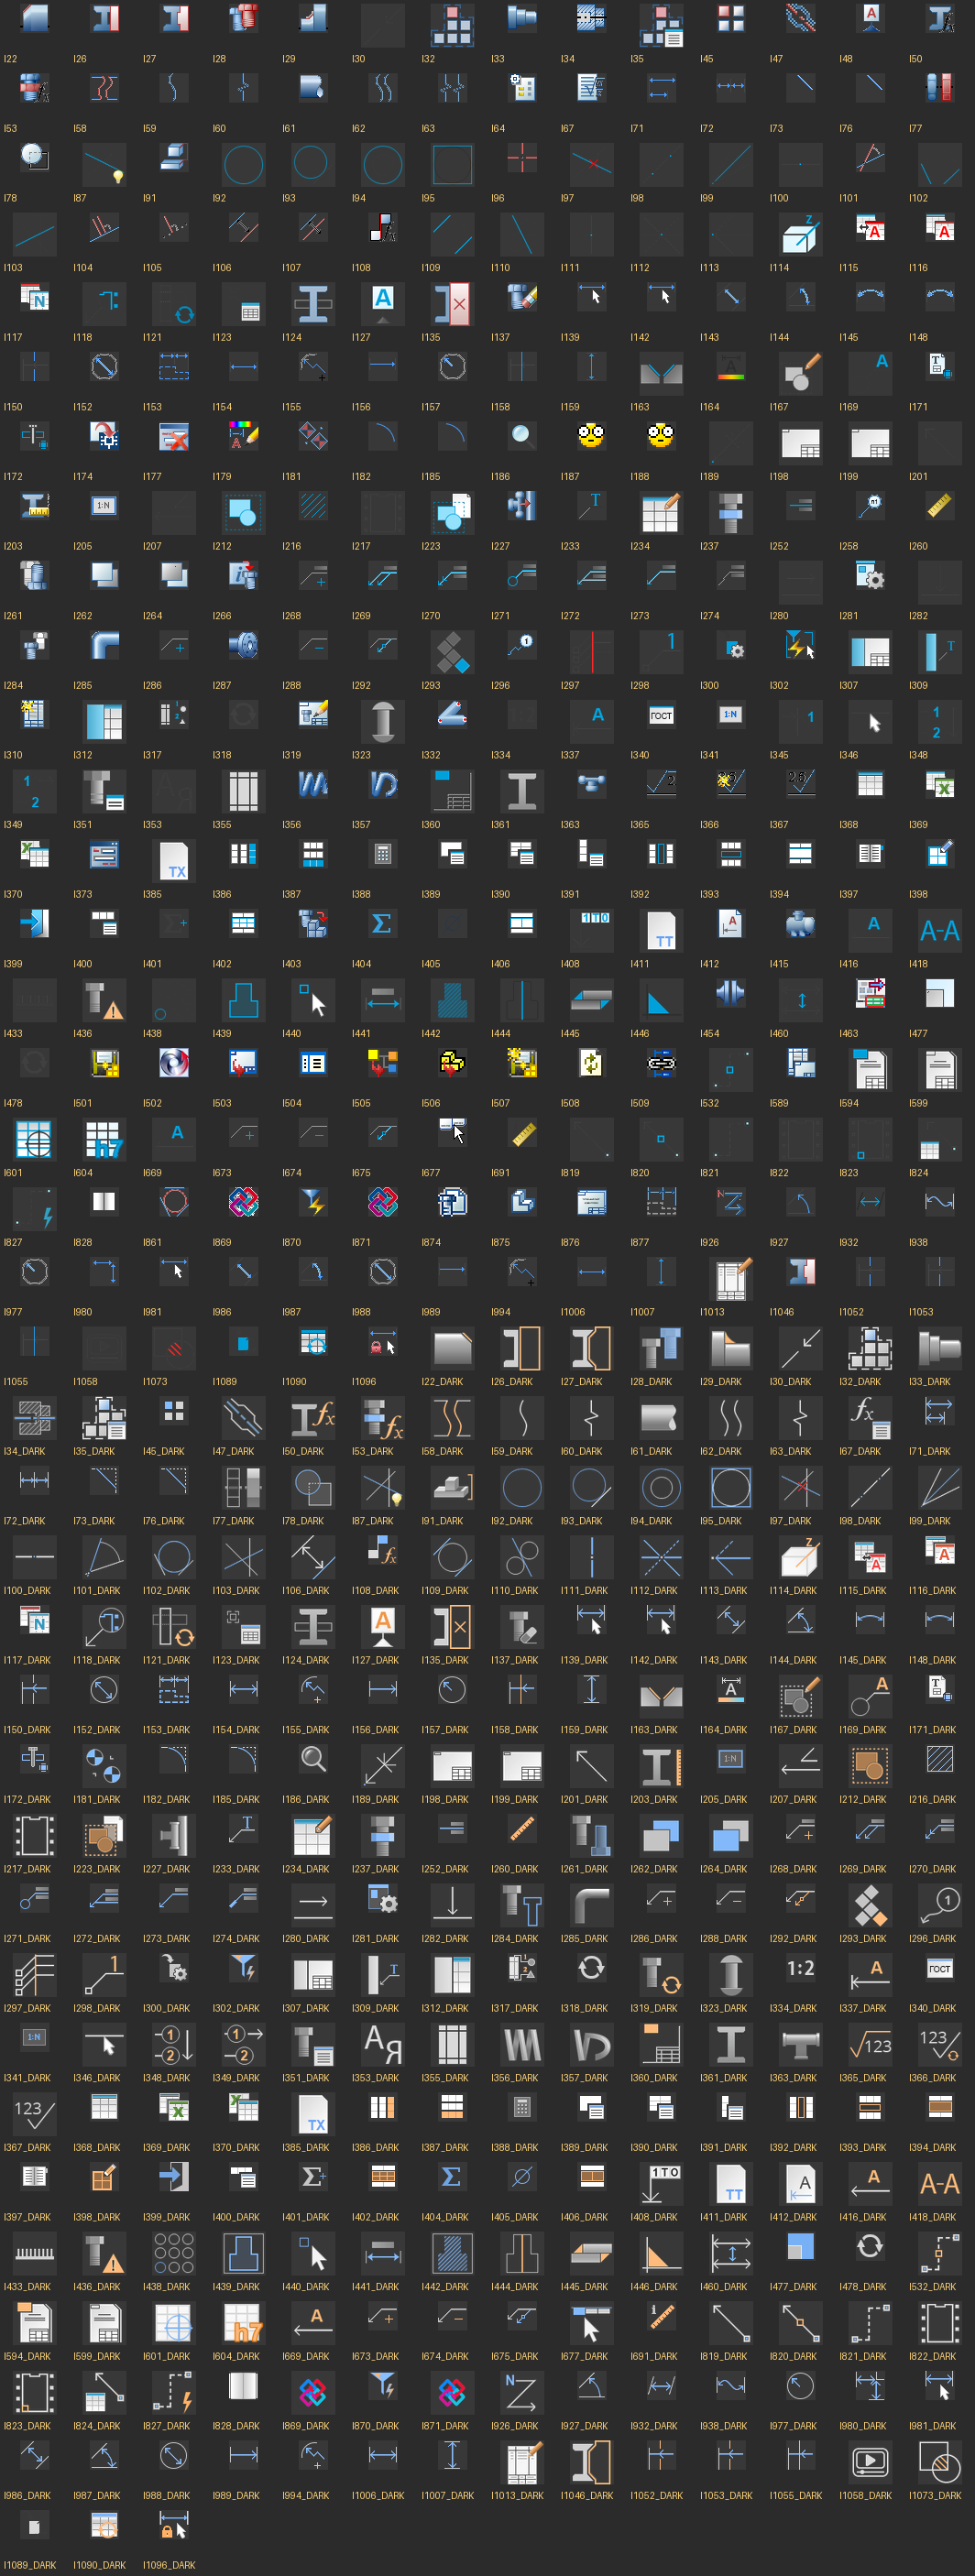 I22 I26 I27 I28 I29 I30 I32 I33 I34 I35 I45 I47 I48 I50
I53 I58 I59 I60 I61 I62 I63 I64 I67 I71 I72 I73 I76 I77
I78 I87 I91 I92 I93 I94 I95 I96 I97 I98 I99 I100 I101 I102
I103 I104 I105 I106 I107 I108 I109 I110 I111 I112 I113 I114 I115 I116
I117 I118 I121 I123 I124 I127 I135 I137 I139 I142 I143 I144 I145 I148
I150 I152 I153 I154 I155 I156 I157 I158 I159 I163 I164 I167 I169 I171
I172 I174 I177 I179 I181 I182 I185 I186 I187 I188 I189 I198 I199 I201
I203 I205 I207 I212 I216 I217 I223 I227 I233 I234 I237 I252 I258 I260
I261 I262 I264 I266 I268 I269 I270 I271 I272 I273 I274 I280 I281 I282
I284 I285 I286 I287 I288 I292 I293 I296 I297 I298 I300 I302 I307 I309
I310 I312 I317 I318 I319 I323 I332 I334 I337 I340 I341 I345 I346 I348
I349 I351 I353 I355 I356 I357 I360 I361 I363 I365 I366 I367 I368 I369
I370 I373 I385 I386 I387 I388 I389 I390 I391 I392 I393 I394 I397 I398
I399 I400 I401 I402 I403 I404 I405 I406 I408 I411 I412 I415 I416 I418
I433 I436 I438 I439 I440 I441 I442 I444 I445 I446 I454 I460 I463 I477
I478 I501 I502 I503 I504 I505 I506 I507 I508 I509 I532 I589 I594 I599
I601 I604 I669 I673 I674 I675 I677 I691 I819 I820 I821 I822 I823 I824
I827 I828 I861 I869 I870 I871 I874 I875 I876 I877 I926 I927 I932 I938
I977 I980 I981 I986 I987 I988 I989 I994 I1006 I1007 I1013 I1046 I1052 I1053
I1055 I1058 I1073 I1089 I1090 I1096 I22_DARK I26_DARK I27_DARK I28_DARK I29_DARK I30_DARK I32_DARK I33_DARK
I34_DARK I35_DARK I45_DARK I47_DARK I50_DARK I53_DARK I58_DARK I59_DARK I60_DARK I61_DARK I62_DARK I63_DARK I67_DARK I71_DARK
I72_DARK I73_DARK I76_DARK I77_DARK I78_DARK I87_DARK I91_DARK I92_DARK I93_DARK I94_DARK I95_DARK I97_DARK I98_DARK I99_DARK
I100_DARK I101_DARK I102_DARK I103_DARK I106_DARK I108_DARK I109_DARK I110_DARK I111_DARK I112_DARK I113_DARK I114_DARK I115_DARK I116_DARK
I117_DARK I118_DARK I121_DARK I123_DARK I124_DARK I127_DARK I135_DARK I137_DARK I139_DARK I142_DARK I143_DARK I144_DARK I145_DARK I148_DARK
I150_DARK I152_DARK I153_DARK I154_DARK I155_DARK I156_DARK I157_DARK I158_DARK I159_DARK I163_DARK I164_DARK I167_DARK I169_DARK I171_DARK
I172_DARK I181_DARK I182_DARK I185_DARK I186_DARK I189_DARK I198_DARK I199_DARK I201_DARK I203_DARK I205_DARK I207_DARK I212_DARK I216_DARK
I217_DARK I223_DARK I227_DARK I233_DARK I234_DARK I237_DARK I252_DARK I260_DARK I261_DARK I262_DARK I264_DARK I268_DARK I269_DARK I270_DARK
I271_DARK I272_DARK I273_DARK I274_DARK I280_DARK I281_DARK I282_DARK I284_DARK I285_DARK I286_DARK I288_DARK I292_DARK I293_DARK I296_DARK
I297_DARK I298_DARK I300_DARK I302_DARK I307_DARK I309_DARK I312_DARK I317_DARK I318_DARK I319_DARK I323_DARK I334_DARK I337_DARK I340_DARK
I341_DARK I346_DARK I348_DARK I349_DARK I351_DARK I353_DARK I355_DARK I356_DARK I357_DARK I360_DARK I361_DARK I363_DARK I365_DARK I366_DARK
I367_DARK I368_DARK I369_DARK I370_DARK I385_DARK I386_DARK I387_DARK I388_DARK I389_DARK I390_DARK I391_DARK I392_DARK I393_DARK I394_DARK
I397_DARK I398_DARK I399_DARK I400_DARK I401_DARK I402_DARK I404_DARK I405_DARK I406_DARK I408_DARK I411_DARK I412_DARK I416_DARK I418_DARK
I433_DARK I436_DARK I438_DARK I439_DARK I440_DARK I441_DARK I442_DARK I444_DARK I445_DARK I446_DARK I460_DARK I477_DARK I478_DARK I532_DARK
I594_DARK I599_DARK I601_DARK I604_DARK I669_DARK I673_DARK I674_DARK I675_DARK I677_DARK I691_DARK I819_DARK I820_DARK I821_DARK I822_DARK
I823_DARK I824_DARK I827_DARK I828_DARK I869_DARK I870_DARK I871_DARK I926_DARK I927_DARK I932_DARK I938_DARK I977_DARK I980_DARK I981_DARK
I986_DARK I987_DARK I988_DARK I989_DARK I994_DARK I1006_DARK I1007_DARK I1013_DARK I1046_DARK I1052_DARK I1053_DARK I1055_DARK I1058_DARK I1073_DARK
I1089_DARK I1090_DARK I1096_DARK